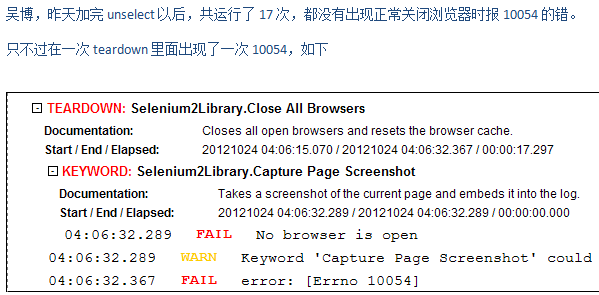 吴博，昨天加完 unselect 以后，共运行了 17 次，都没有出现正常关闭浏览器时报 10054 的错。
只不过在一次 teardown 里面出现了一次 10054，如下
TEARDOWN: Selenium2Library.Close All Browsers
Documentation: Closes all open browsers and resets the browser cache.
Start / End / Elapsed: 20121024 04:06:15.070 / 20121024 04:06:32.367 / 00:00:17.297
KEYWORD: Selenium2Library.Capture Page Screenshot
Documentation: Takes a screenshot of the current page and embeds it into the log.
Start / End / Elapsed: 20121024 04:06:32.289 / 20121024 04:06:32.289 / 00:00:00.000
04:06:32.289 FAIL No browser is open
04:06:32.289 WARN Keyword 'Capture Page Screenshot' could
04:06:32.367 FAIL error: [Errno 10054]